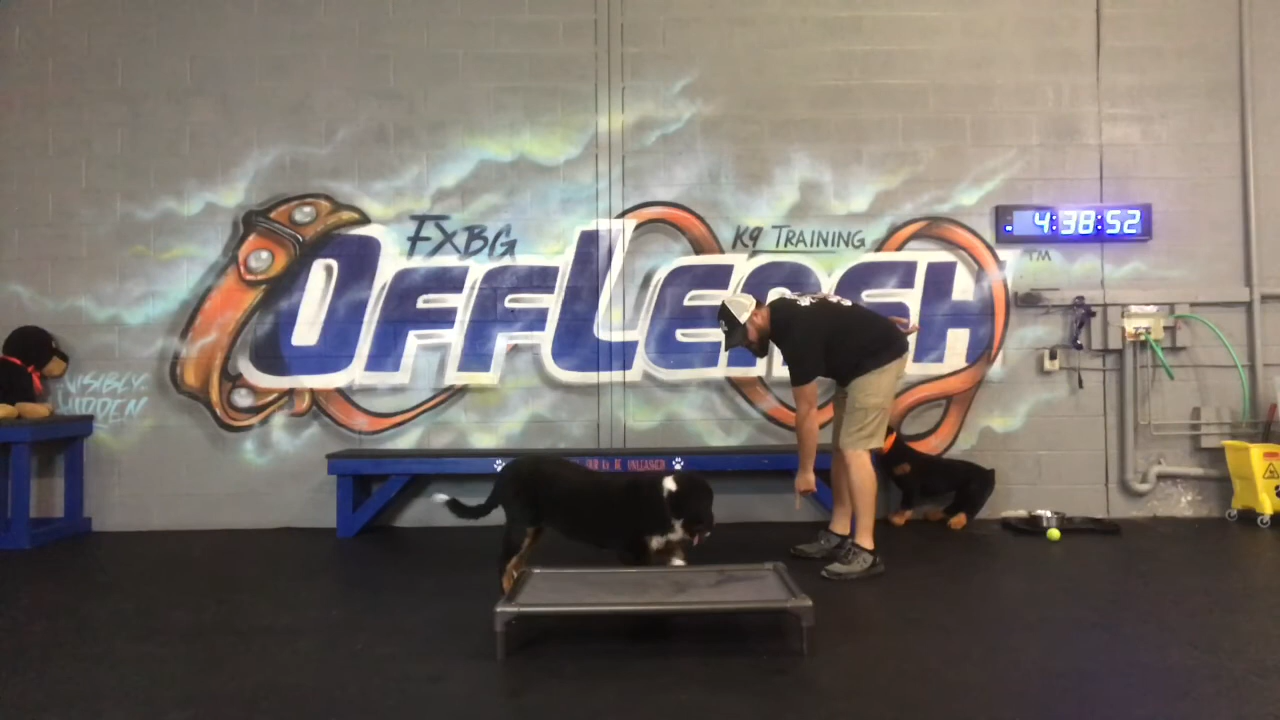 FXBG
K9 TRAINING
OFFLEASH
TM
4:38:52
VISIBLY
HIDDEN